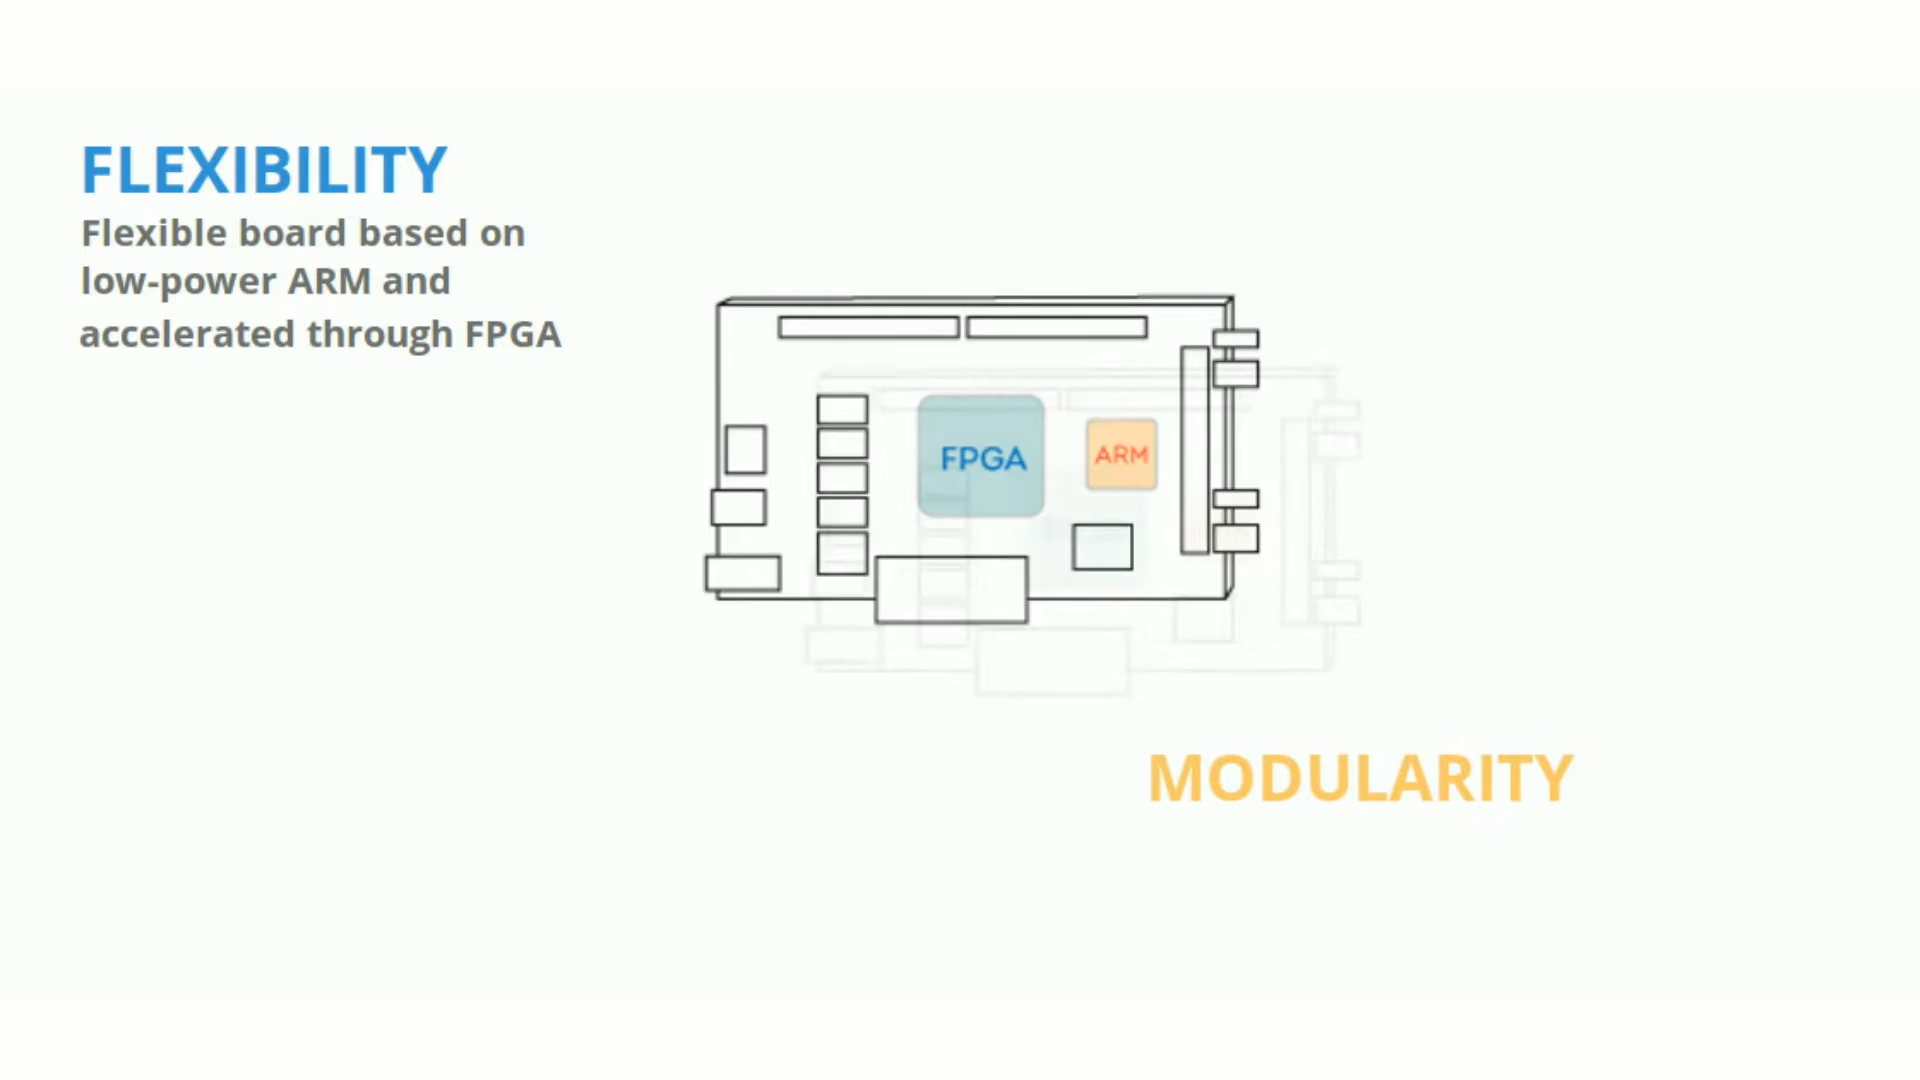 FLEXIBILITY
Flexible board based on
low-power ARM and
accelerated through FPGA
FPGA
ARM
MODULARITY